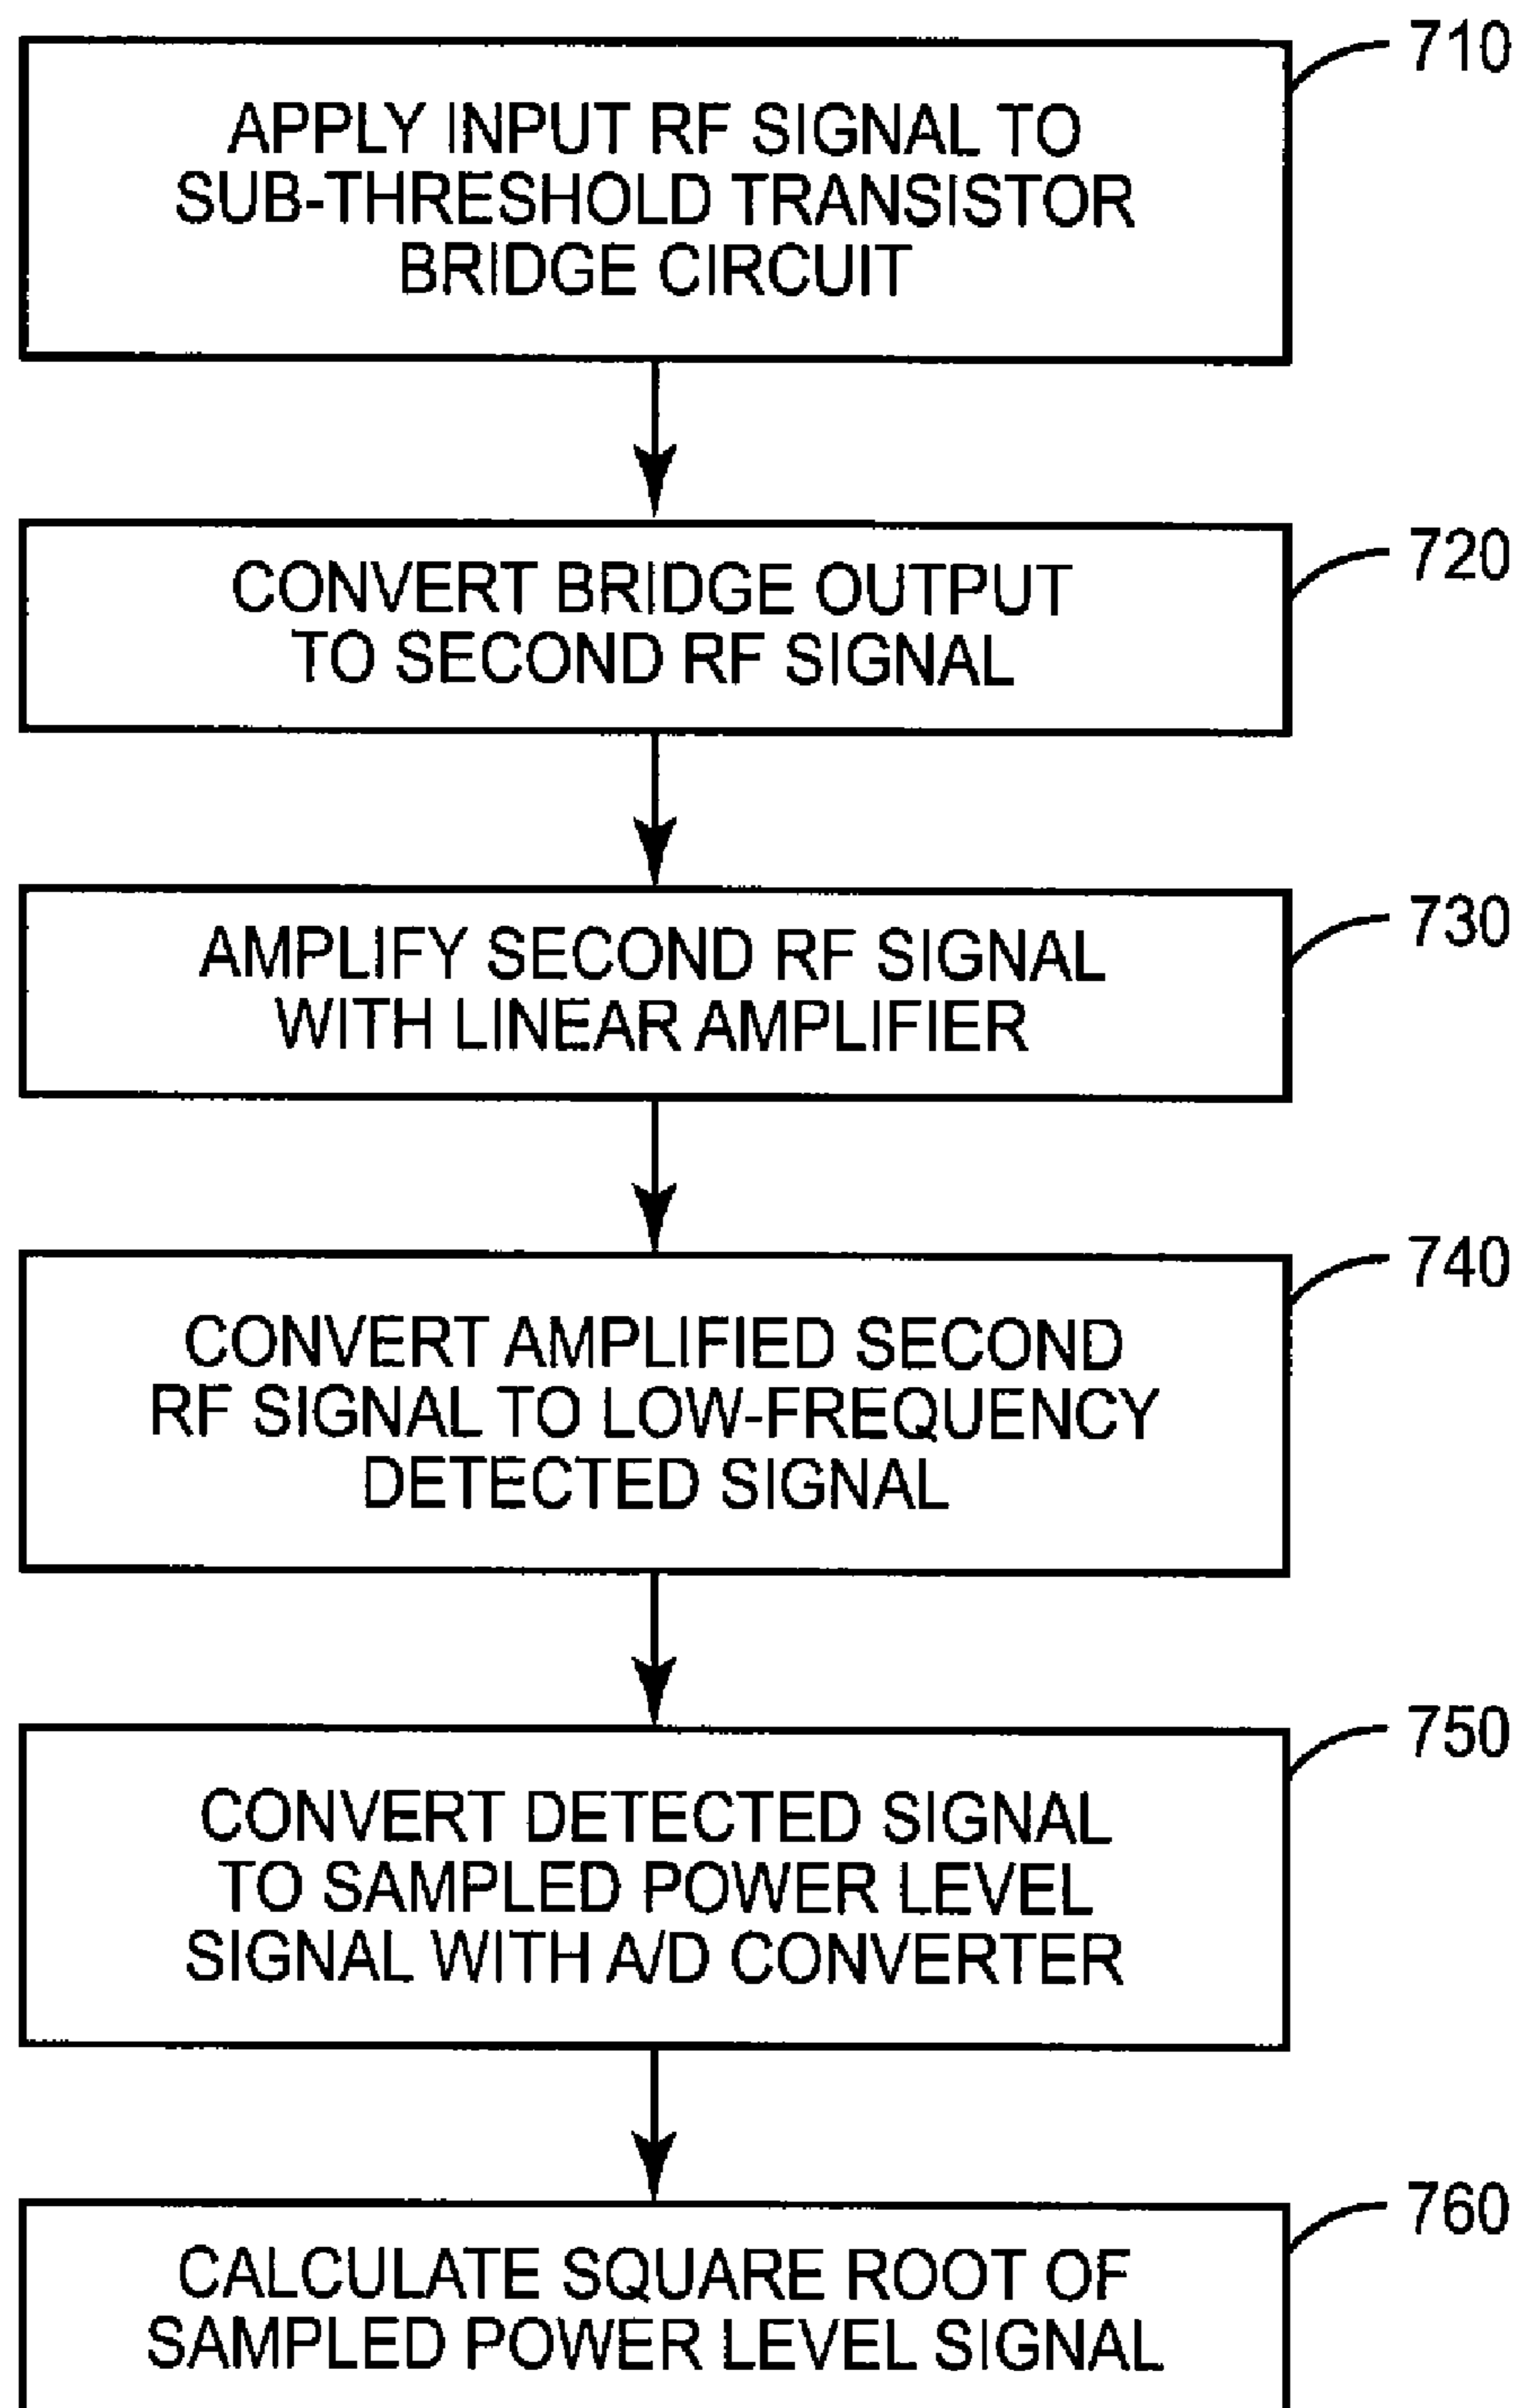 710
APPLY INPUT RF SIGNAL TO
SUB-THRESHOLD TRANSISTOR
BRIDGE CIRCUIT
720
CONVERT BRIDGE OUTPUT
TO SECOND RF SIGNAL
730
AMPLIFY SECOND RF SIGNAL
WITH LINEAR AMPLIFIER
740
CONVERT AMPLIFIED SECOND
RF SIGNAL TO LOW-FREQUENCY
DETECTED SIGNAL
750
CONVERT DETECTED SIGNAL
TO SAMPLED POWER LEVEL
SIGNAL WITH A/D CONVERTER
760
CALCULATE SQUARE ROOT OF
SAMPLED POWER LEVEL SIGNAL